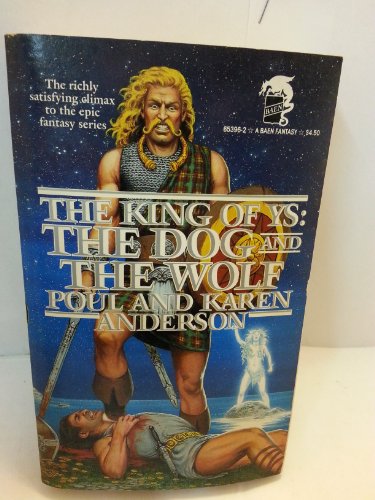 The richly
satisfying climax
to the epic
fantasy series
BAEN
65396-2 ☆ A BAEN FANTASY ☆ $4.50
THE KING OF YS:
THE DOG AND
THE WOLF
POUL AND KAREN
ANDERSON